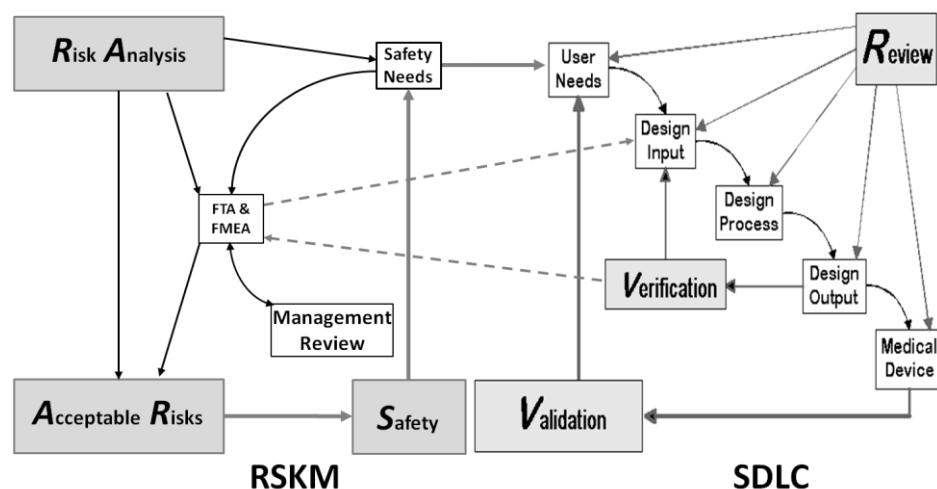 Risk Analysis
Safety
Needs
User
Needs
Review
Design
Input
FTA &
FMEA
Design
Process
Verification
Design
Output
Management
Review
Medical
Device
Acceptable Risks
Safety
Validation
RSKM
SDLC